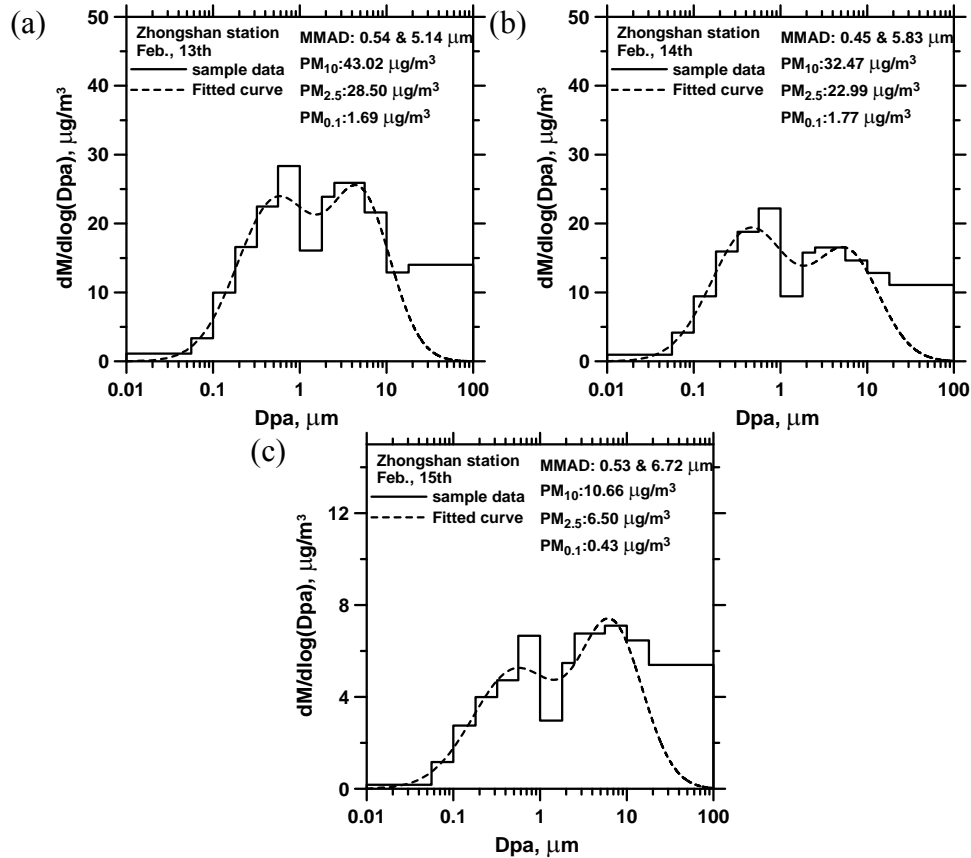 (a)
50
40
30
20
10
0
dM/dlog(Dpa), μg/m³
Zhongshan station
Feb., 13th
sample data
Fitted curve
MMAD: 0.54 & 5.14 μm
PM10:43.02 μg/m³
PM2.5:28.50 μg/m³
PM0.1:1.69 μg/m³
0.01 0.1 1 10 100
Dpa, μm
(b)
50
40
30
20
10
0
dM/dlog(Dpa), μg/m³
Zhongshan station
Feb., 14th
sample data
Fitted curve
MMAD: 0.45 & 5.83 μm
PM10:32.47 μg/m³
PM2.5:22.99 μg/m³
PM0.1:1.77 μg/m³
0.01 0.1 1 10 100
Dpa, μm
(c)
12
8
4
0
dM/dlog(Dpa), μg/m³
Zhongshan station
Feb., 15th
sample data
Fitted curve
MMAD: 0.53 & 6.72 μm
PM10:10.66 μg/m³
PM2.5:6.50 μg/m³
PM0.1:0.43 μg/m³
0.01 0.1 1 10 100
Dpa, μm